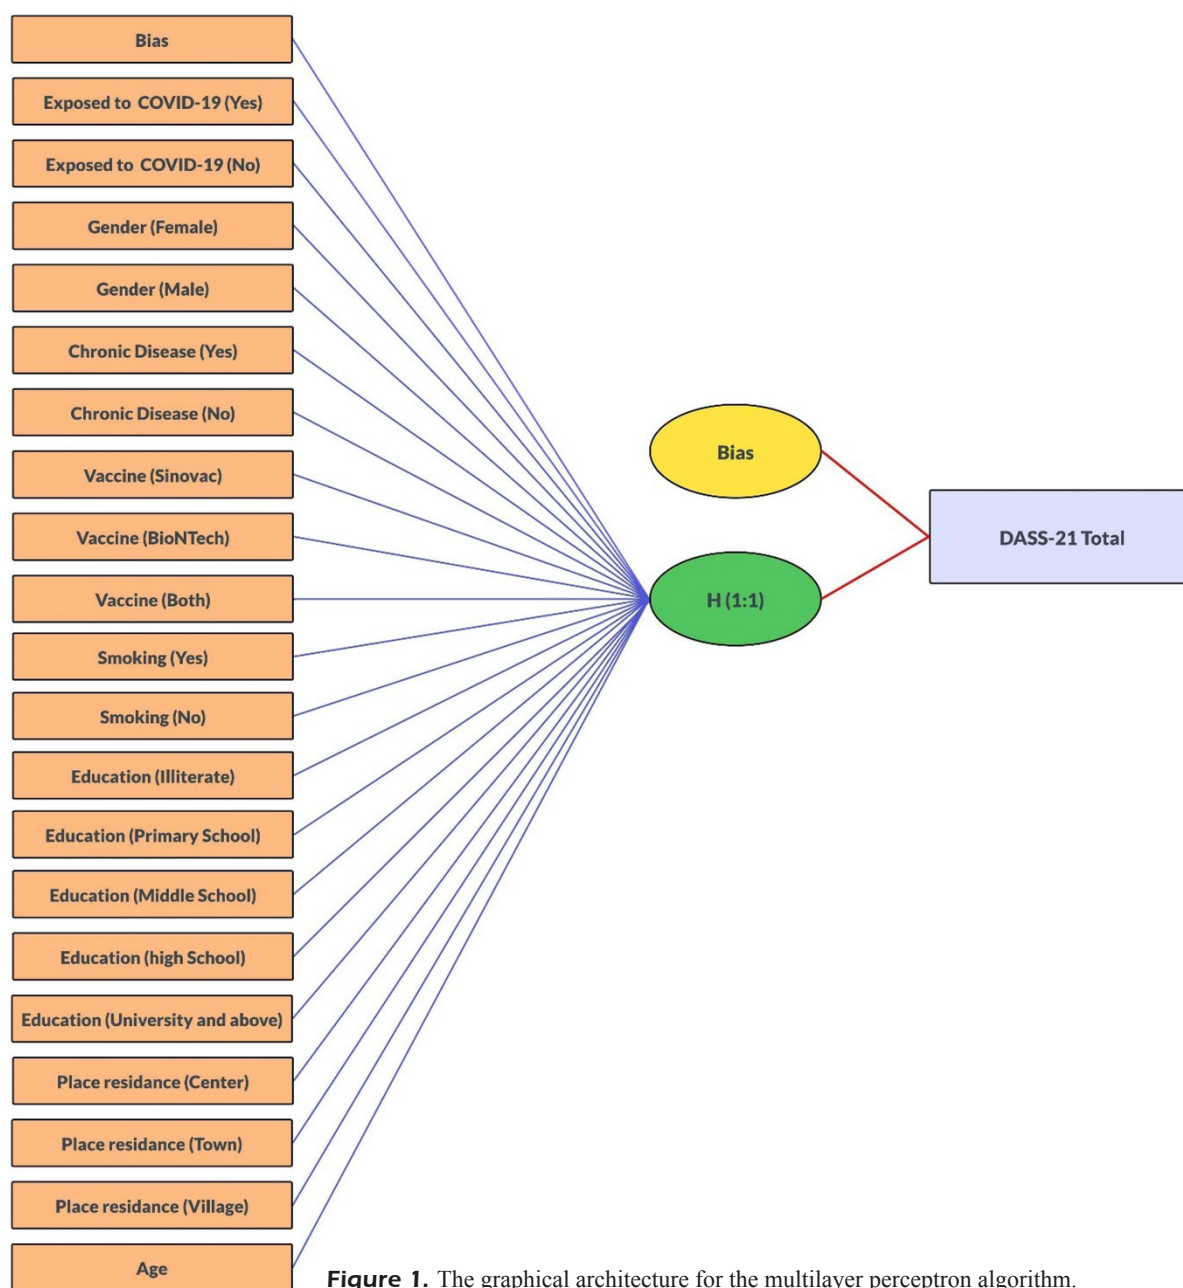 Bias
Exposed to COVID-19 (Yes)
Exposed to COVID-19 (No)
Gender (Female)
Gender (Male)
Chronic Disease (Yes)
Chronic Disease (No)
Vaccine (Sinovac)
Vaccine (BioNTech)
Vaccine (Both)
Smoking (Yes)
Smoking (No)
Education (Illiterate)
Education (Primary School)
Education (Middle School)
Education (high School)
Education (University and above)
Place residance (Center)
Place residance (Town)
Place residance (Village)
Age
Bias
H (1:1)
DASS-21 Total
Figure 1. The graphical architecture for the multilayer perceptron algorithm.